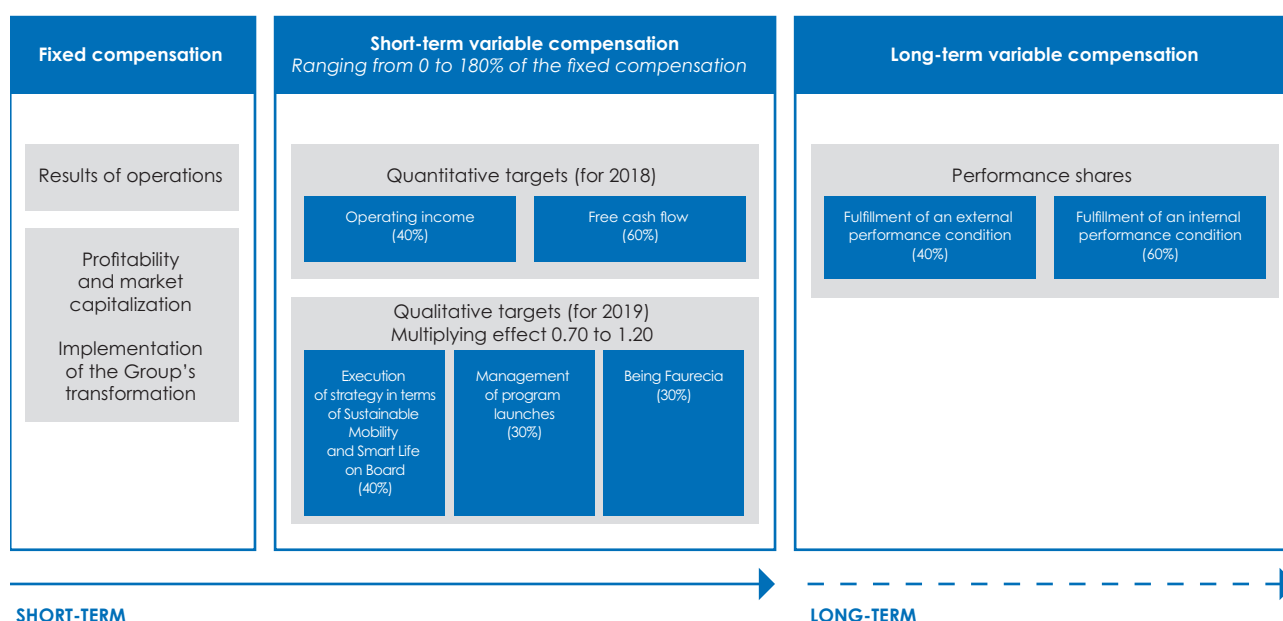 Fixed compensation
Short-term variable compensation
Ranging from 0 to 180% of the fixed compensation
Long-term variable compensation
Results of operations
Profitability
and market
capitalization
Implementation
of the Group’s
transformation
Quantitative targets (for 2018)
Operating income
(40%)
Free cash flow
(60%)
Qualitative targets (for 2019)
Multiplying effect 0.70 to 1.20
Execution
of strategy in terms
of Sustainable
Mobility
and Smart Life
on Board
(40%)
Management
of program
launches
(30%)
Being Faurecia
(30%)
Performance shares
Fulfillment of an external
performance condition
(40%)
Fulfillment of an internal
performance condition
(60%)
SHORT-TERM
LONG-TERM